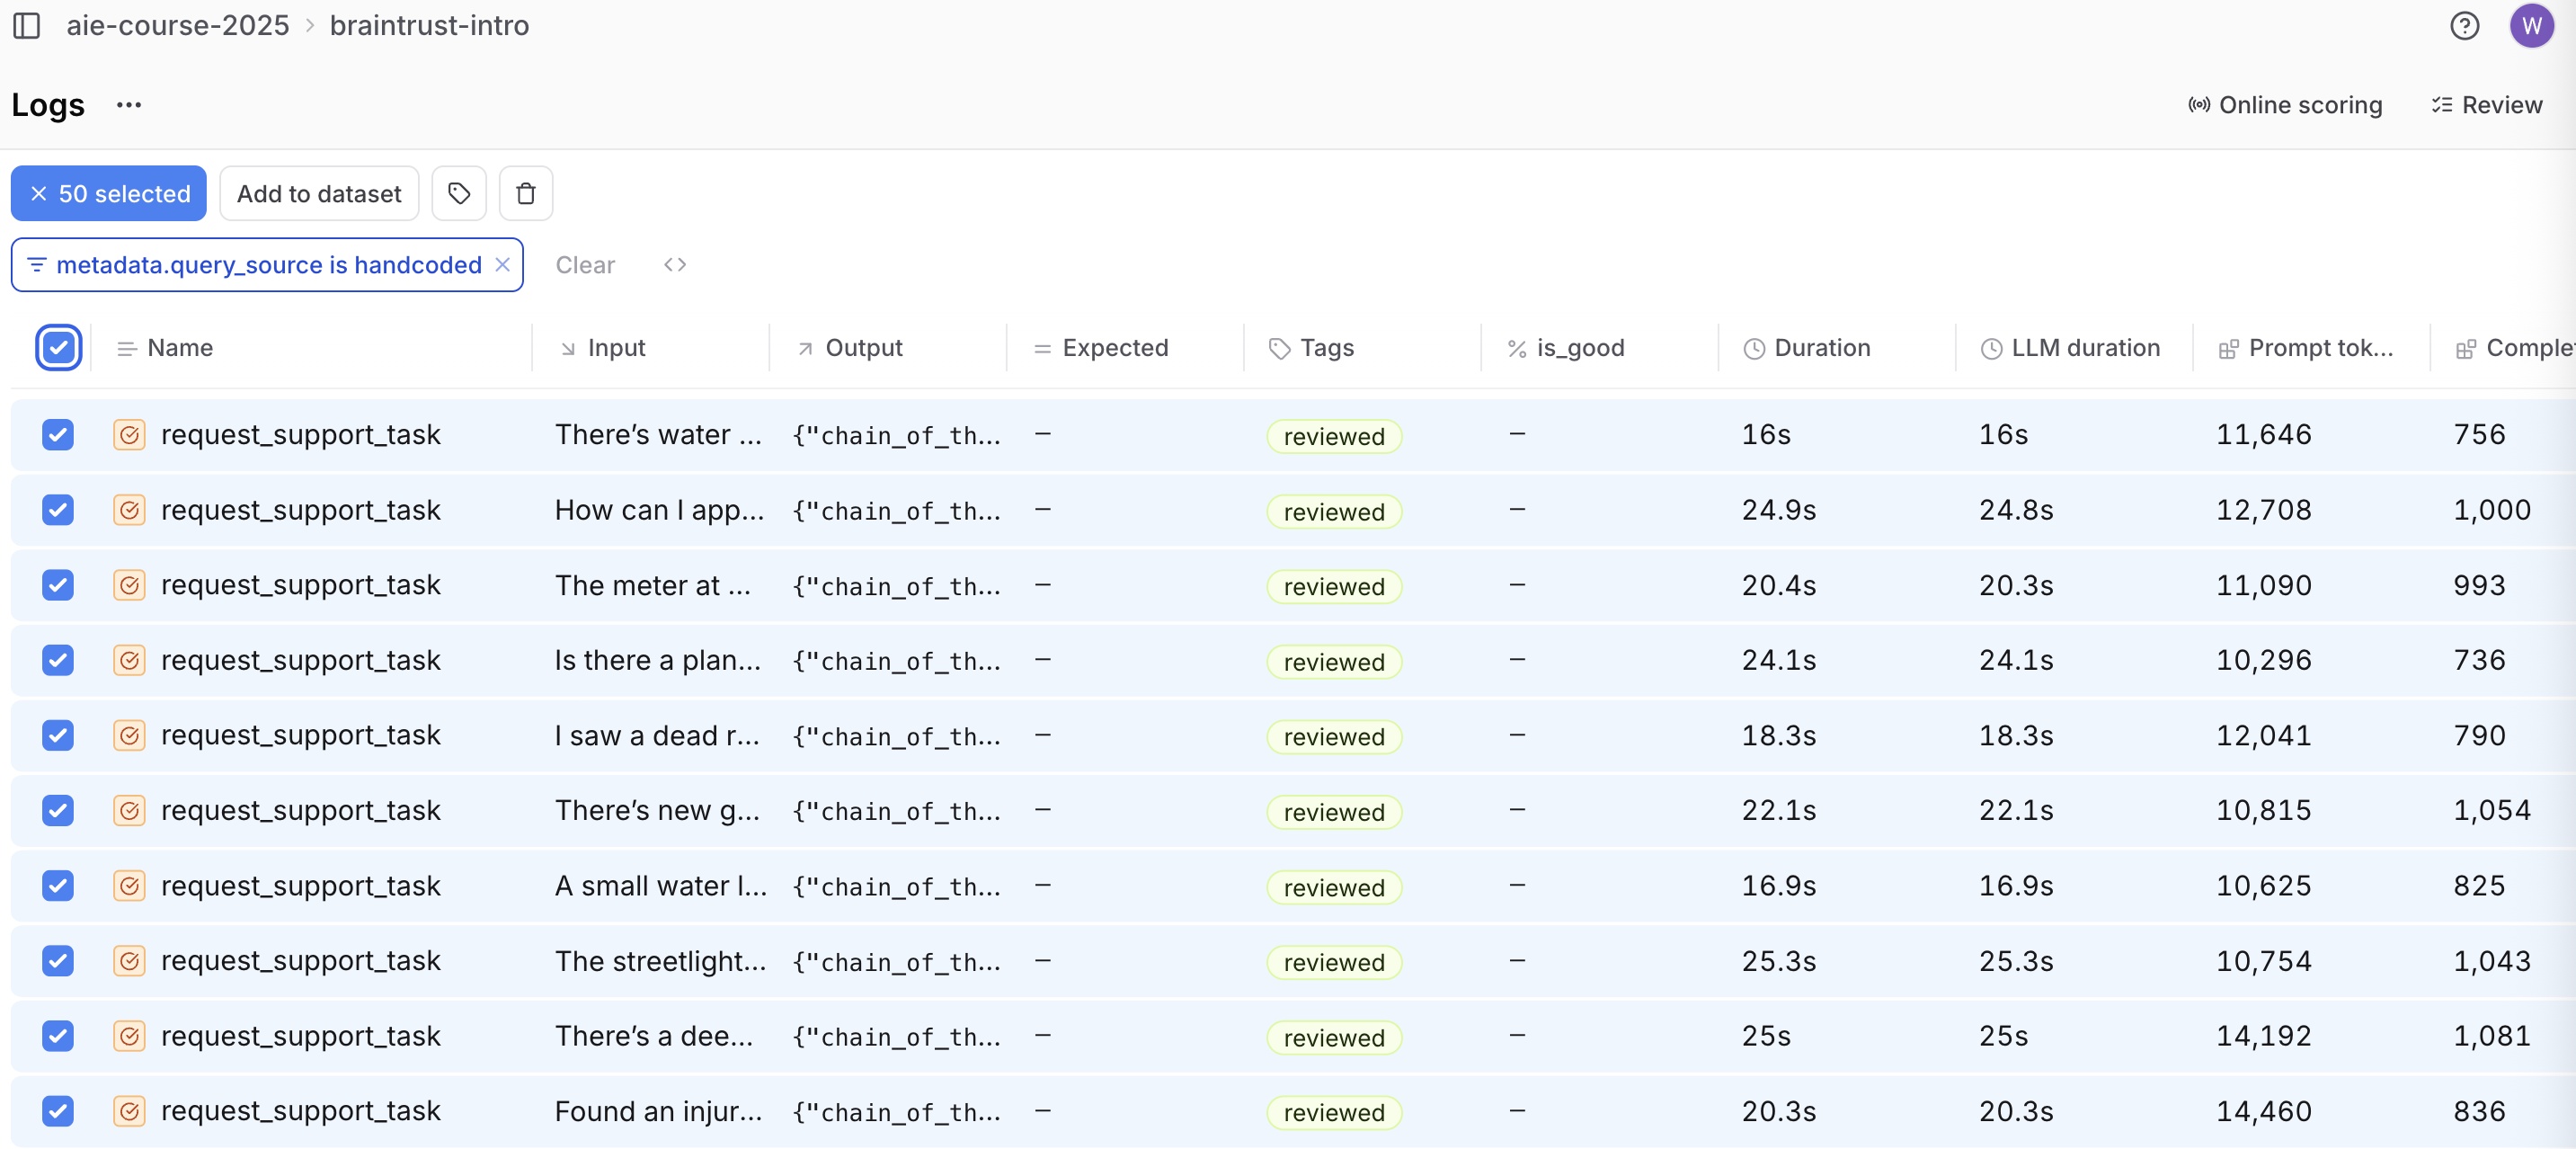 aie-course-2025 > braintrust-intro
W
Logs ... Online scoring Review
50 selected Add to dataset
metadata.query_source is handcoded Clear <>
Name Input Output Expected Tags is_good Duration LLM duration Prompt tok... Comple
request_support_task There’s water ... {"chain_of_th... – reviewed – 16s 16s 11,646 756
request_support_task How can I app... {"chain_of_th... – reviewed – 24.9s 24.8s 12,708 1,000
request_support_task The meter at ... {"chain_of_th... – reviewed – 20.4s 20.3s 11,090 993
request_support_task Is there a plan... {"chain_of_th... – reviewed – 24.1s 24.1s 10,296 736
request_support_task I saw a dead r... {"chain_of_th... – reviewed – 18.3s 18.3s 12,041 790
request_support_task There’s new g... {"chain_of_th... – reviewed – 22.1s 22.1s 10,815 1,054
request_support_task A small water l... {"chain_of_th... – reviewed – 16.9s 16.9s 10,625 825
request_support_task The streetlight... {"chain_of_th... – reviewed – 25.3s 25.3s 10,754 1,043
request_support_task There’s a dee... {"chain_of_th... – reviewed – 25s 25s 14,192 1,081
request_support_task Found an injur... {"chain_of_th... – reviewed – 20.3s 20.3s 14,460 836